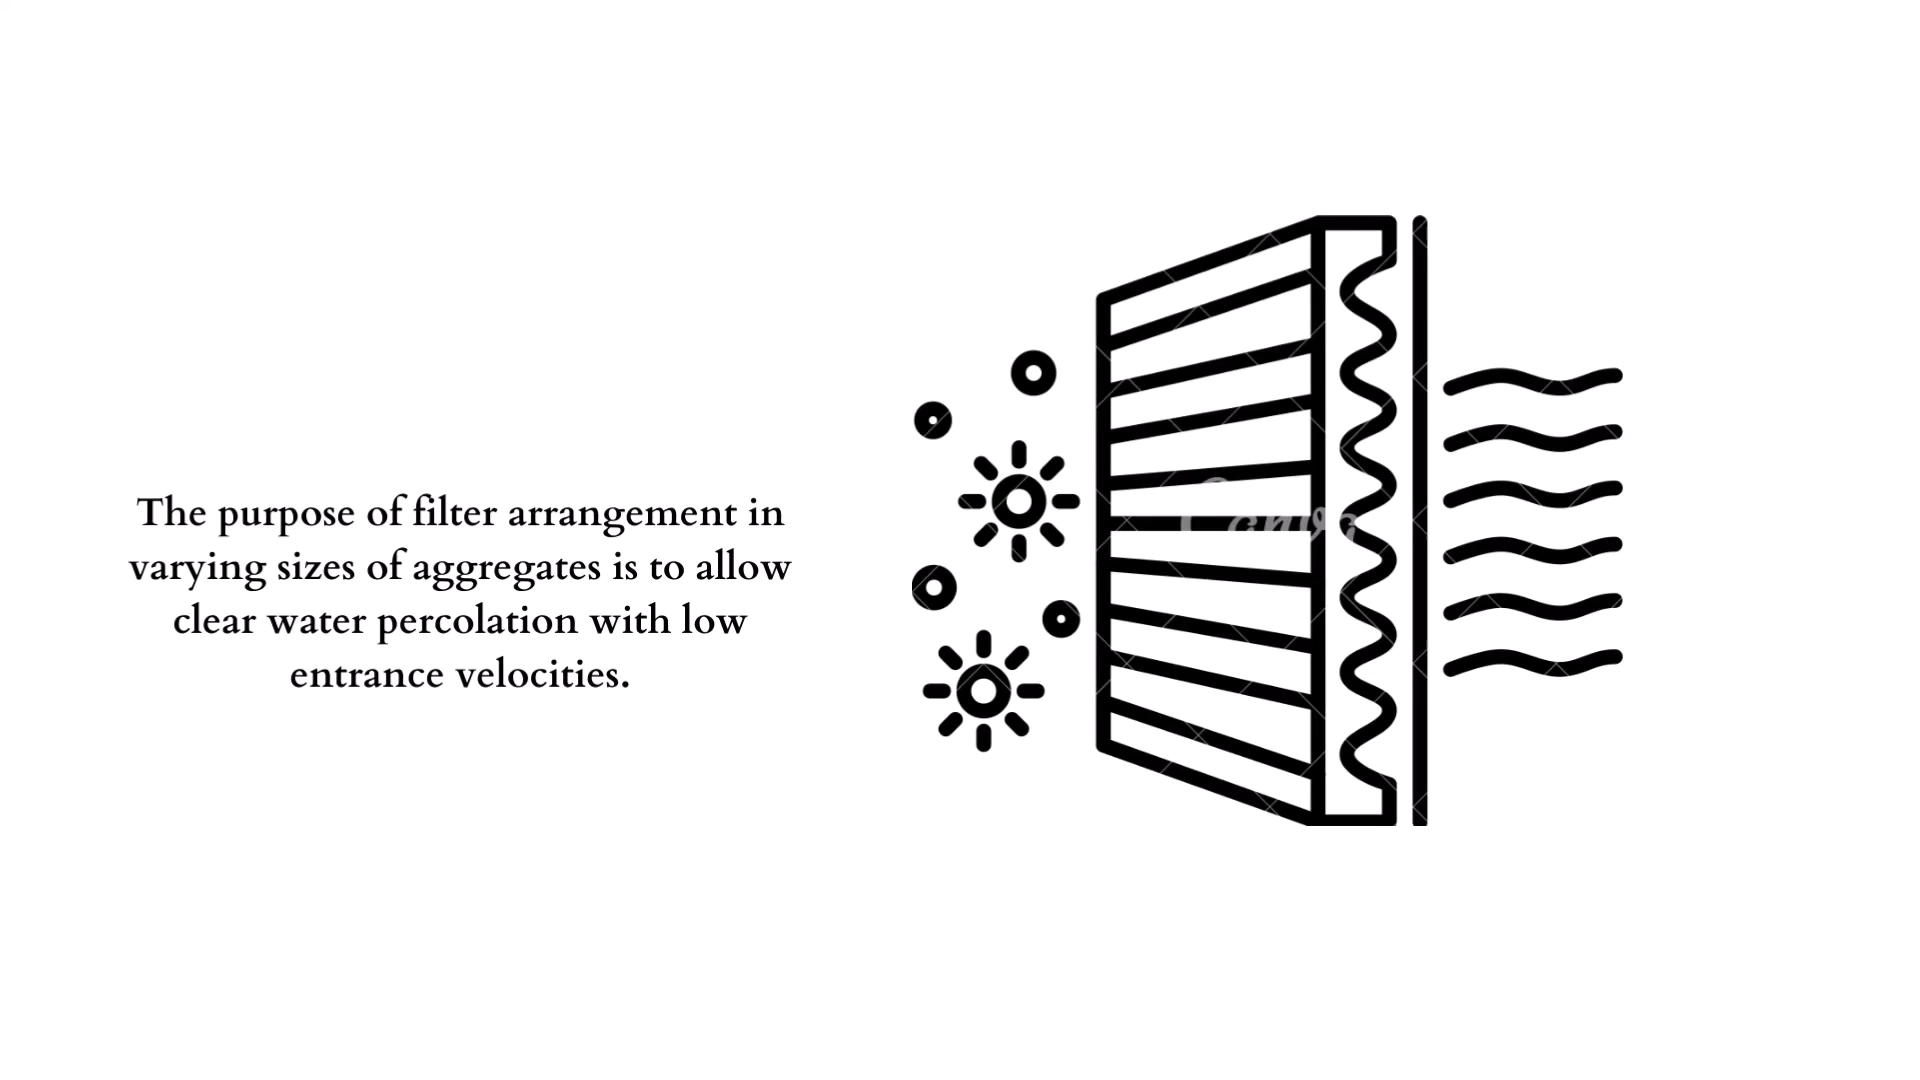 The purpose of filter arrangement in
varying sizes of aggregates is to allow
clear water percolation with low
entrance velocities.
Canva